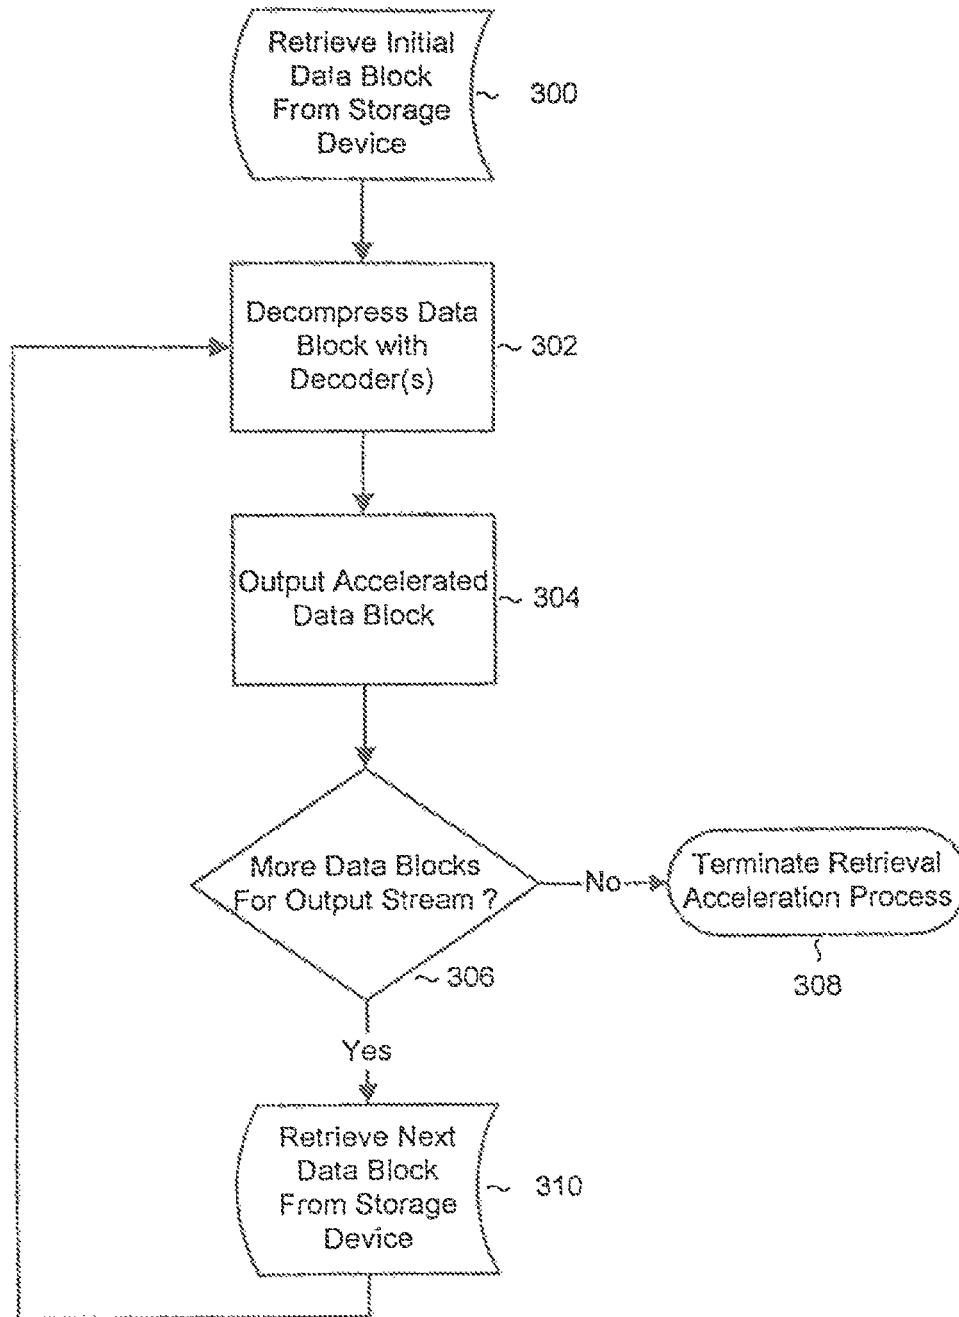 Retrieve Initial
Data Block
From Storage
Device
300
Decompress Data
Block with
Decoder(s)
302
Output Accelerated
Data Block
304
More Data Blocks
For Output Stream ?
306
No
Terminate Retrieval
Acceleration Process
308
Yes
Retrieve Next
Data Block
From Storage
Device
310